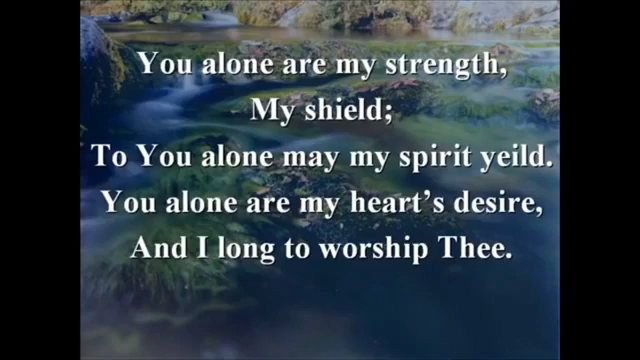 You alone are my strength,
My shield;
To You alone may my spirit yeild.
You alone are my heart's desire,
And I long to worship Thee.